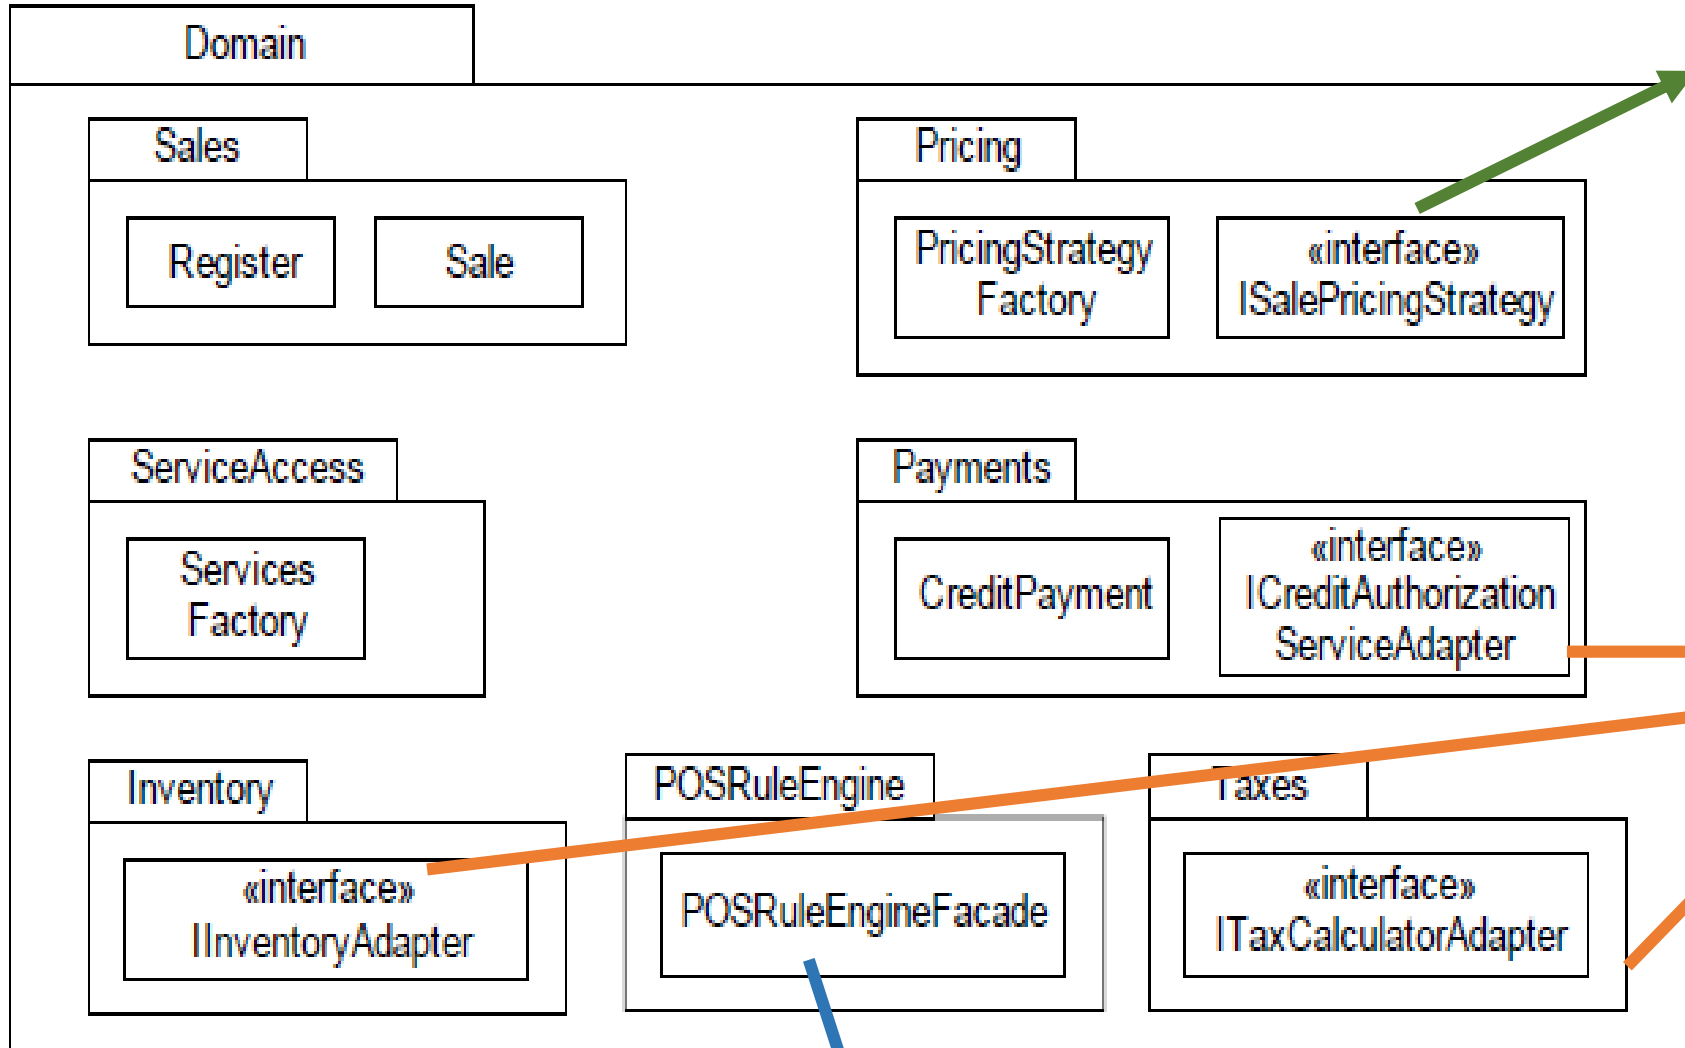 Domain
Sales
Register
Sale
Pricing
PricingStrategy
Factory
«interface»
ISalePricingStrategy
ServiceAccess
Services
Factory
Payments
CreditPayment
«interface»
ICreditAuthorization
ServiceAdapter
Inventory
«interface»
IInventoryAdapter
POSRuleEngine
POSRuleEngineFacade
Taxes
«interface»
ITaxCalculatorAdapter